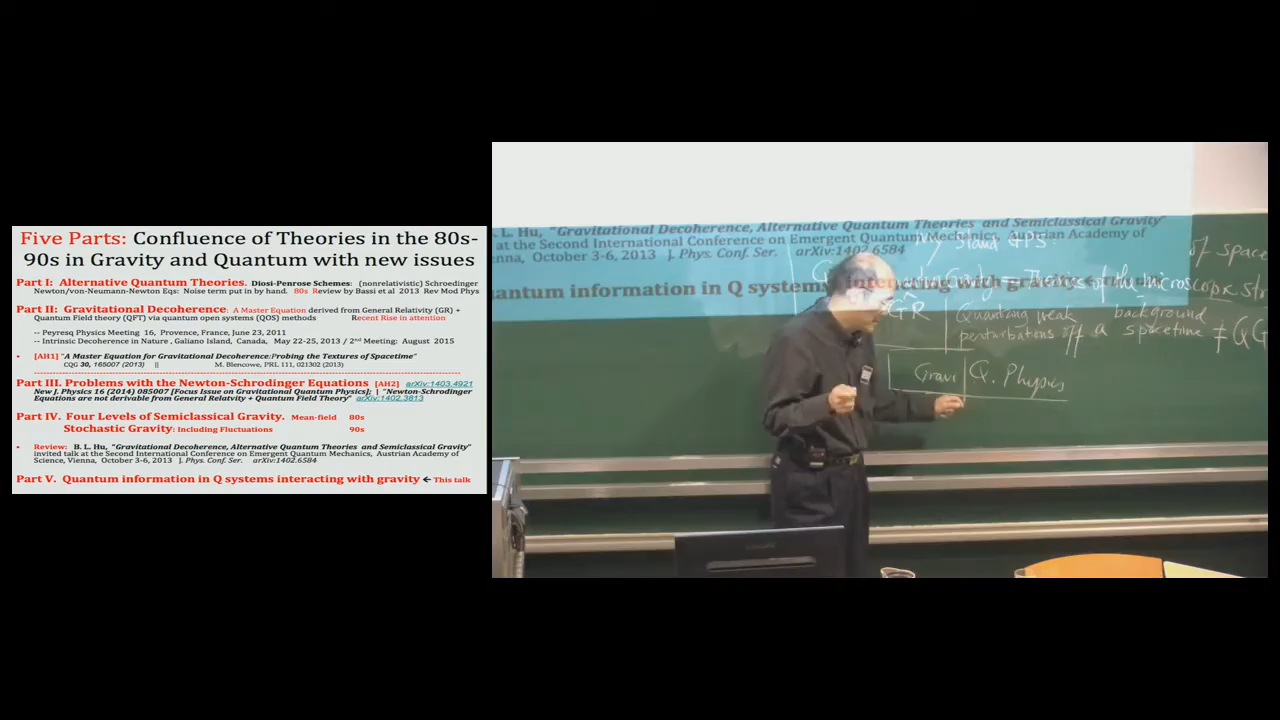 Five Parts: Confluence of Theories in the 80s-
90s in Gravity and Quantum with new issues
Part I: Alternative Quantum Theories. Diosi-Penrose Schemes: (nonrelativistic) Schroedinger
Newton/von-Neumann-Newton Eqs: Noise term put in by hand. 80s Review by Bassi et al 2013 Rev Mod Phys
Part II: Gravitational Decoherence: A Master Equation derived from General Relativity (GR) +
Quantum Field theory (QFT) via quantum open systems (QOS) methods Recent Rise in attention
-- Peyresq Physics Meeting 16, Provence, France, June 23, 2011
-- Intrinsic Decoherence in Nature, Galiano Island, Canada, May 22-25, 2013 / 2nd Meeting: August 2015
• [AH1] "A Master Equation for Gravitational Decoherence: Probing the Textures of Spacetime"
CQG 30, 165007 (2013) || M. Blencowe, PRL 111, 021302 (2013)
Part III. Problems with the Newton-Schrodinger Equations [AH2] arXiv:1403.4921
New J. Physics 16 (2014) 085007 [Focus Issue on Gravitational Quantum Physics]; | "Newton-Schrodinger
Equations are not derivable from General Relativty + Quantum Field Theory" arXiv:1402.3813
Part IV. Four Levels of Semiclassical Gravity. Mean-field 80s
Stochastic Gravity: Including Fluctuations 90s
• Review: B. L. Hu, "Gravitational Decoherence, Alternative Quantum Theories and Semiclassical Gravity"
invited talk at the Second International Conference on Emergent Quantum Mechanics, Austrian Academy of
Science, Vienna, October 3-6, 2013 J. Phys. Conf. Ser. arXiv:1402.6584
Part V. Quantum information in Q systems interacting with gravity ← This talk
. L. Hu, "Gravitational Decoherence, Alternative Quantum Theories and Semiclassical Gravity"
at the Second International Conference on Emergent Quantum Mechanics, Austrian Academy of
enna, October 3-6, 2013 J. Phys. Conf. Ser. arXiv:1402.6584
antum information in Q systems interacting with gravity
of space
Gravity = Theories of the microscopic str
GR Quantizing weak background
perturbations off a spacetime ≠ QG
Gravi Q. Physics